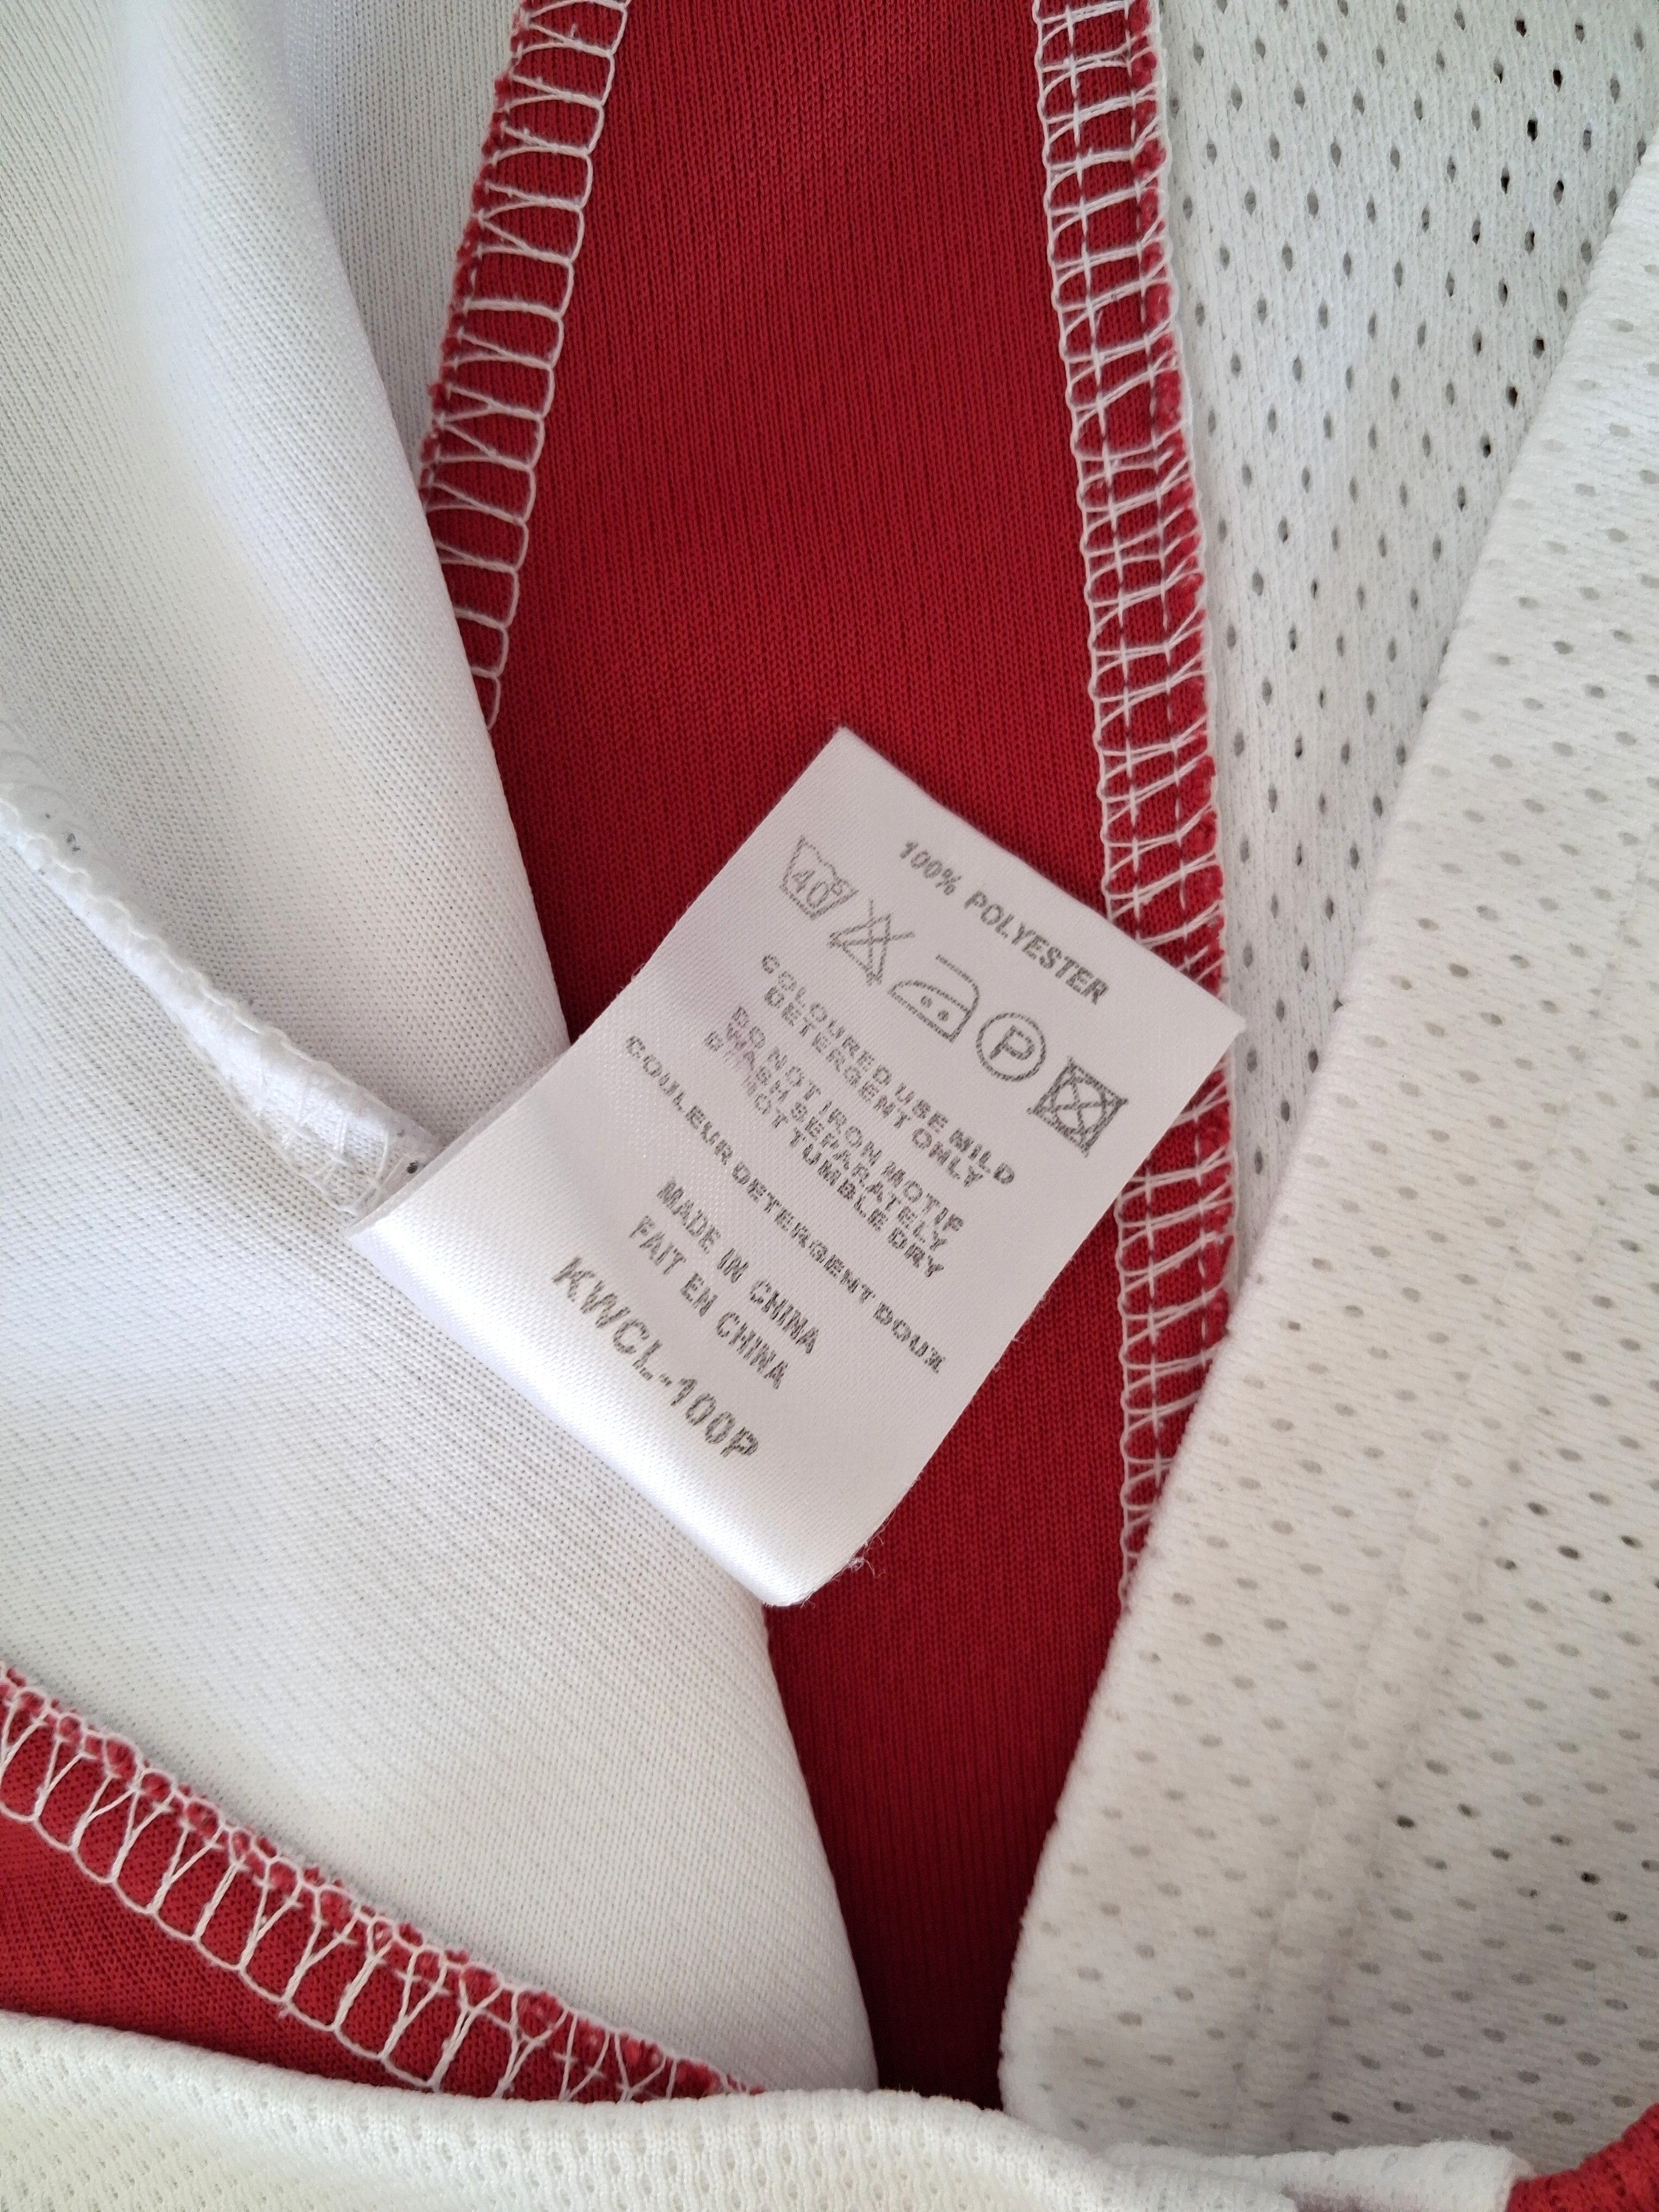 100% POLYESTER
40°
P
COLOURED USE MILD
DETERGENT ONLY
DO NOT IRON MOTIF
WASH SEPARATELY
DO NOT TUMBLE DRY
COULEUR DETERGENT DOUX
MADE IN CHINA
FAIT EN CHINA
KWCL-100P